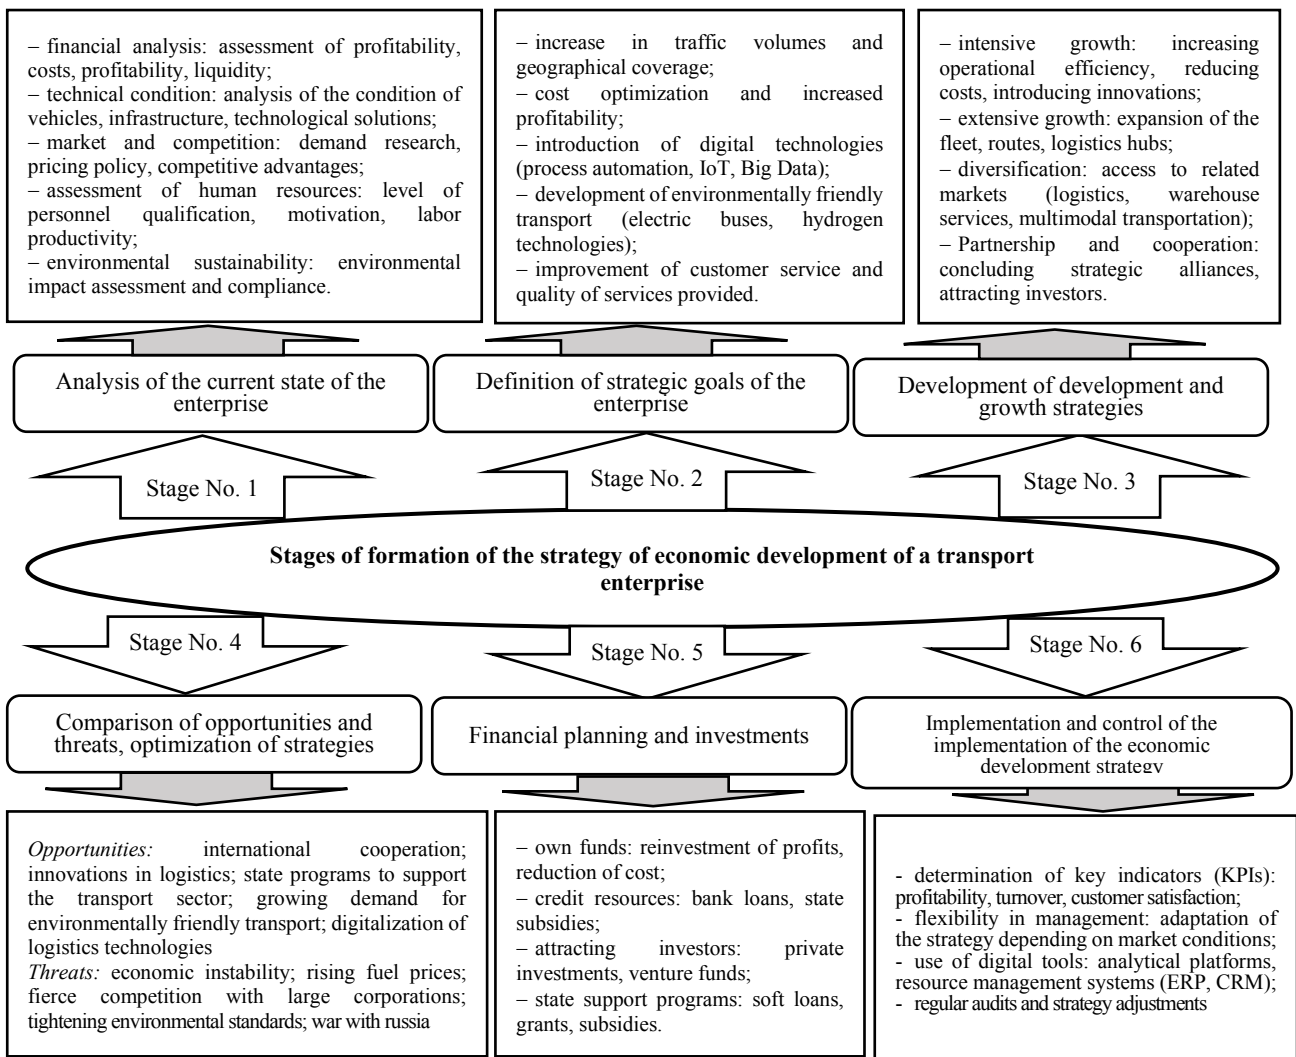 – financial analysis: assessment of profitability,
costs, profitability, liquidity;
– technical condition: analysis of the condition of
vehicles, infrastructure, technological solutions;
– market and competition: demand research,
pricing policy, competitive advantages;
– assessment of human resources: level of
personnel qualification, motivation, labor
productivity;
– environmental sustainability: environmental
impact assessment and compliance.
– increase in traffic volumes and
geographical coverage;
– cost optimization and increased
profitability;
– introduction of digital technologies
(process automation, IoT, Big Data);
– development of environmentally friendly
transport (electric buses, hydrogen
technologies);
– improvement of customer service and
quality of services provided.
– intensive growth: increasing
operational efficiency, reducing
costs, introducing innovations;
– extensive growth: expansion of the
fleet, routes, logistics hubs;
– diversification: access to related
markets (logistics, warehouse
services, multimodal transportation);
– Partnership and cooperation:
concluding strategic alliances,
attracting investors.
Analysis of the current state of the
enterprise
Definition of strategic goals of the
enterprise
Development of development and
growth strategies
Stage No. 1
Stage No. 2
Stage No. 3
Stages of formation of the strategy of economic development of a transport
enterprise
Stage No. 4
Stage No. 5
Stage No. 6
Comparison of opportunities and
threats, optimization of strategies
Financial planning and investments
Implementation and control of the
implementation of the economic
development strategy
Opportunities: international cooperation;
innovations in logistics; state programs to support
the transport sector; growing demand for
environmentally friendly transport; digitalization of
logistics technologies
Threats: economic instability; rising fuel prices;
fierce competition with large corporations;
tightening environmental standards; war with russia
– own funds: reinvestment of profits,
reduction of cost;
– credit resources: bank loans, state
subsidies;
– attracting investors: private
investments, venture funds;
– state support programs: soft loans,
grants, subsidies.
- determination of key indicators (KPIs):
profitability, turnover, customer satisfaction;
- flexibility in management: adaptation of
the strategy depending on market conditions;
- use of digital tools: analytical platforms,
resource management systems (ERP, CRM);
- regular audits and strategy adjustments